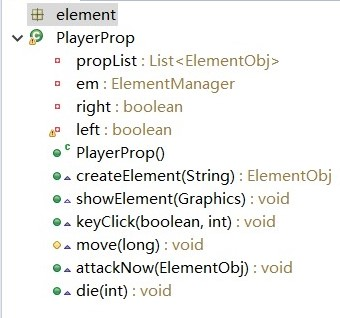 element
PlayerProp
propList : List<ElementObj>
em : ElementManager
right : boolean
left : boolean
PlayerProp()
createElement(String) : ElementObj
showElement(Graphics) : void
keyClick(boolean, int) : void
move(long) : void
attackNow(ElementObj) : void
die(int) : void